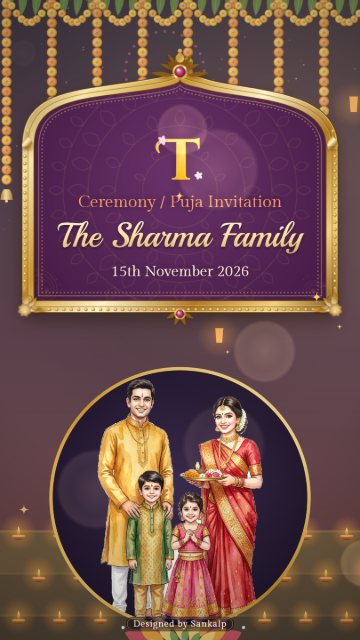 T
Ceremony / Puja Invitation
The Sharma Family
15th November 2026
Designed by Sankalp